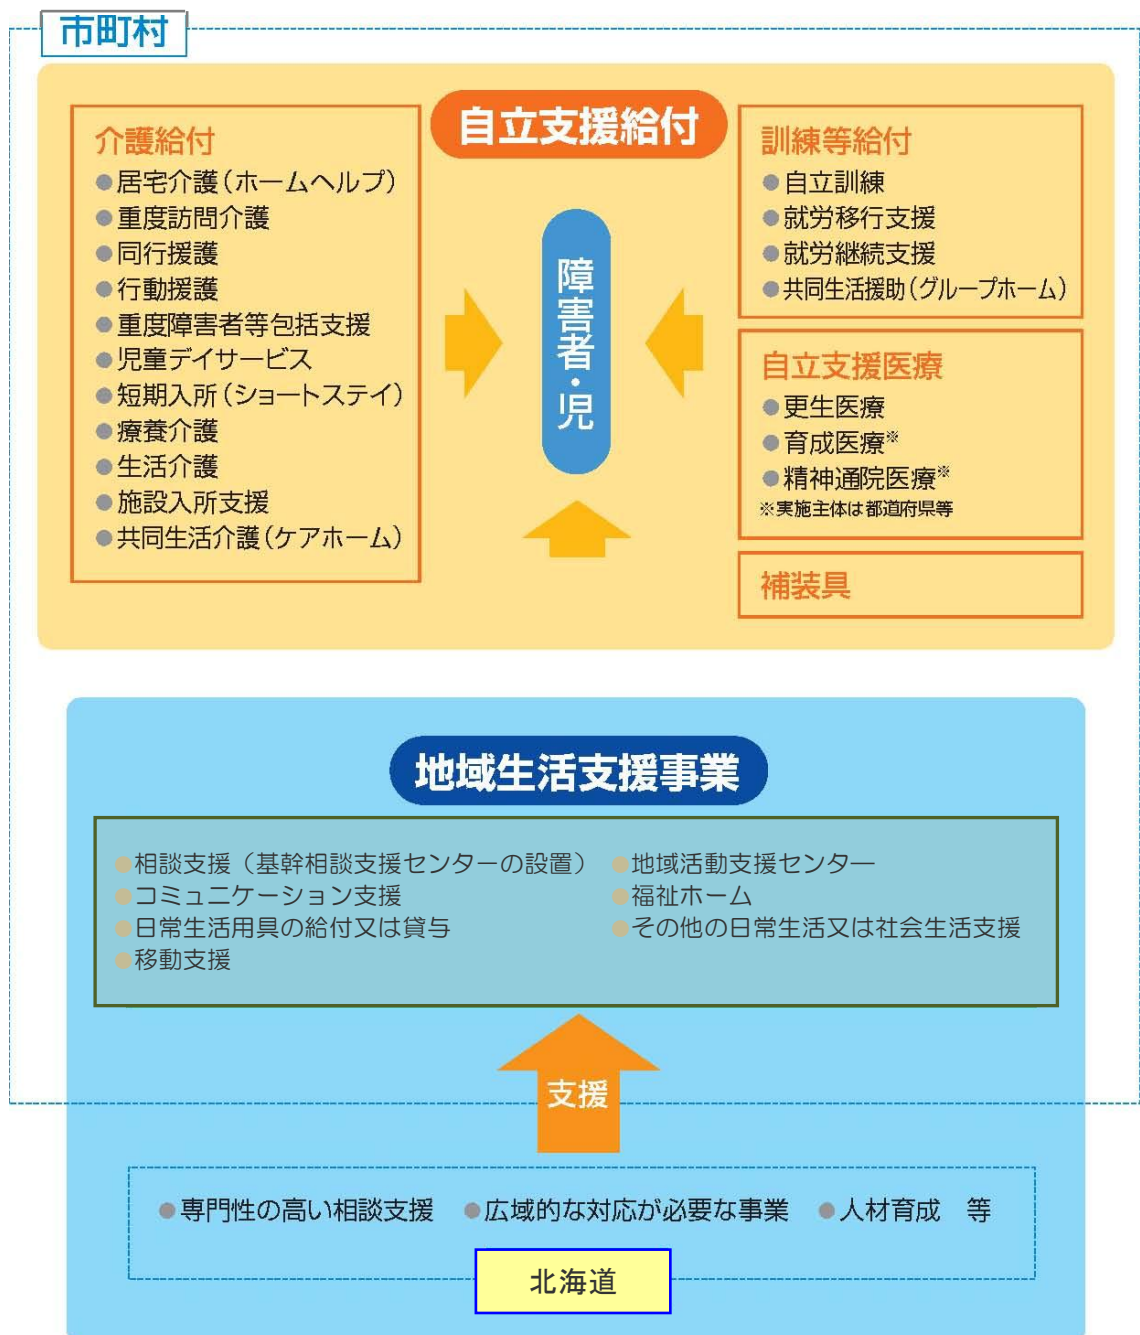 市町村
自立支援給付
介護給付
●居宅介護(ホームヘルプ)
●重度訪問介護
●同行援護
●行動援護
●重度障害者等包括支援
●児童デイサービス
●短期入所(ショートステイ)
●療養介護
●生活介護
●施設入所支援
●共同生活介護(ケアホーム)
障害者・児
訓練等給付
●自立訓練
●就労移行支援
●就労継続支援
●共同生活援助(グループホーム)
自立支援医療
●更生医療
●育成医療※
●精神通院医療※
※実施主体は都道府県等
補装具
地域生活支援事業
●相談支援（基幹相談支援センターの設置）
●コミュニケーション支援
●日常生活用具の給付又は貸与
●移動支援
●地域活動支援センター
●福祉ホーム
●その他の日常生活又は社会生活支援
支援
●専門性の高い相談支援 ●広域的な対応が必要な事業 ●人材育成　等
北海道